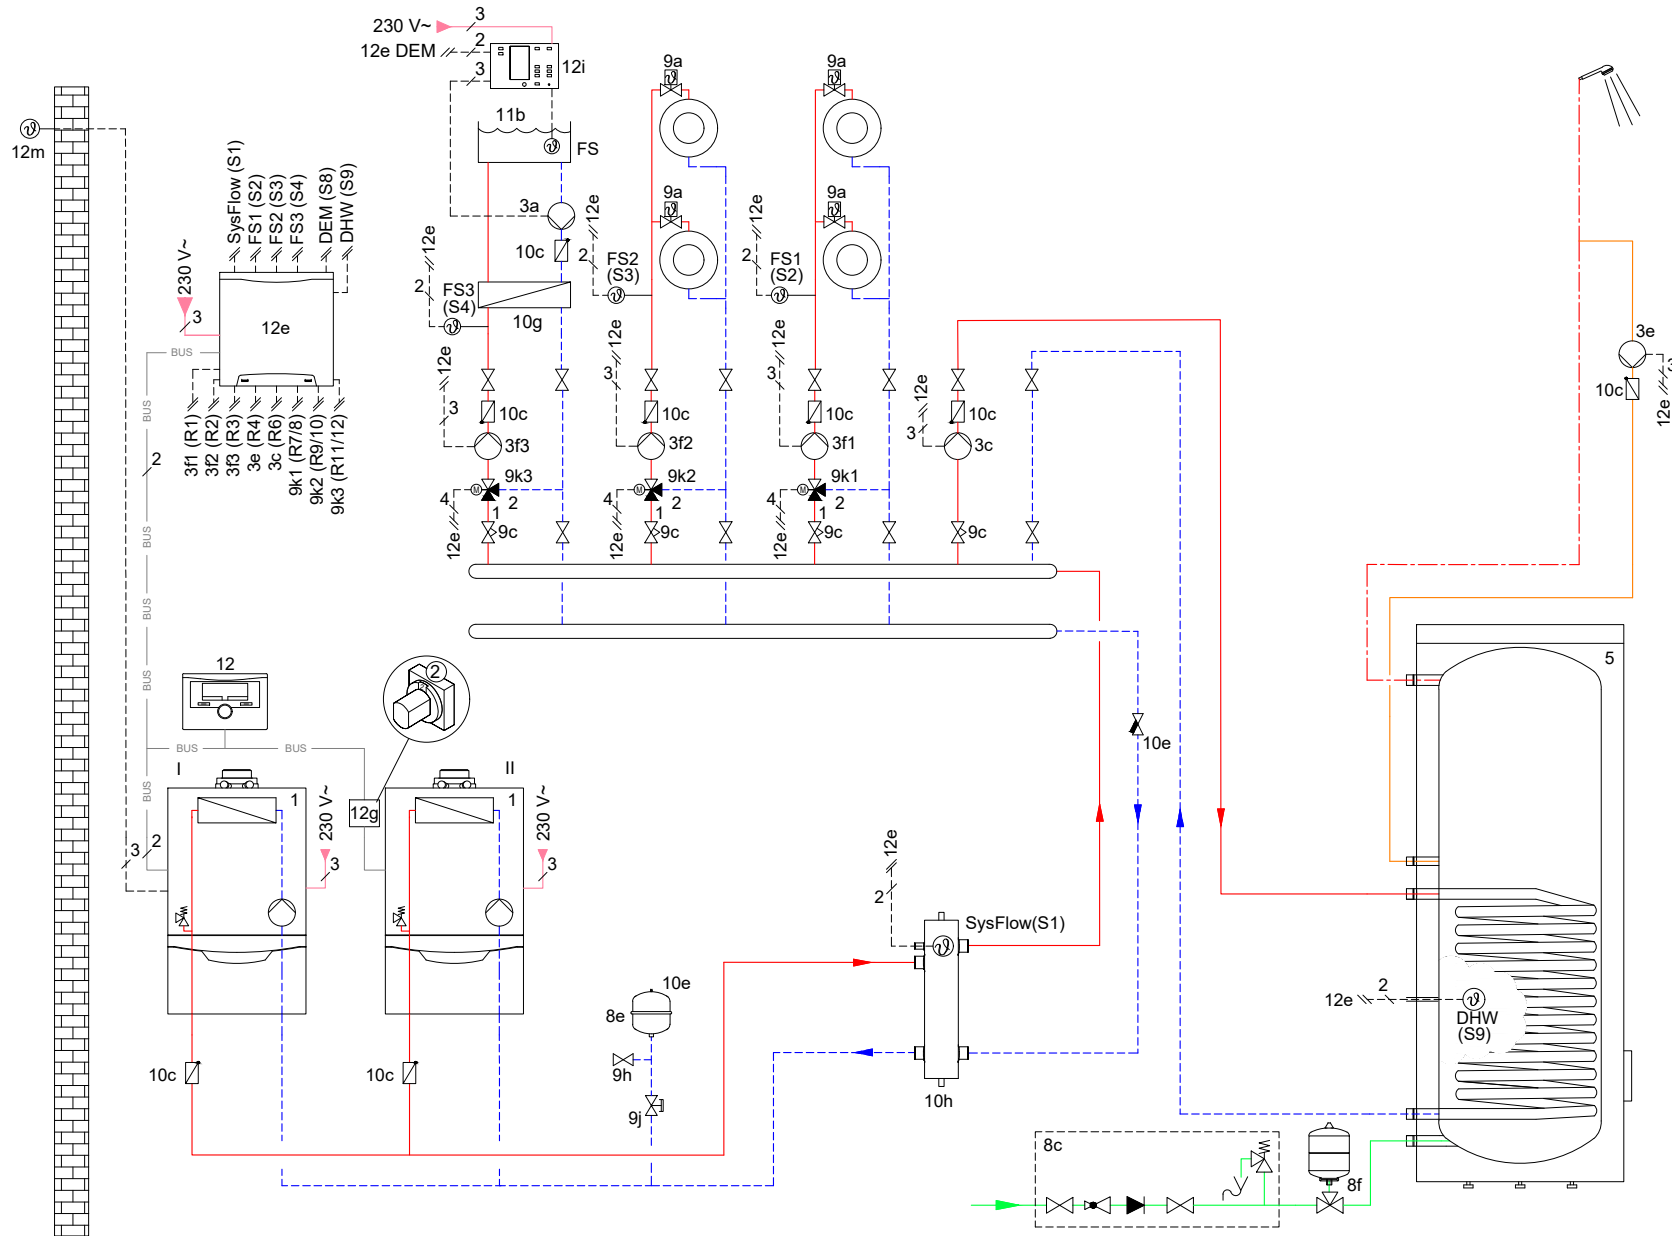 230 V~
3
12e DEM
2
3
12i
11b
FS
9a
9a
9a
9a
12m
SysFlow (S1)
FS1 (S2)
FS2 (S3)
FS3 (S4)
DEM (S8)
DHW (S9)
230 V~
3
12e
BUS
3f1 (R1)
3f2 (R2)
3f3 (R3)
3e (R4)
3c (R6)
9k1 (R7/8)
9k2 (R9/10)
9k3 (R11/12)
BUS
2
BUS
BUS
BUS
3a
10c
10g
12e
2
FS3
(S4)
12e
2
FS2
(S3)
12e
2
FS1
(S2)
12e
3
10c
3f3
12e
3
10c
3f2
12e
3
10c
3f1
12e
3
10c
3c
9k3
4
2
1
12e
9c
9k2
4
2
1
12e
9c
9k1
4
2
1
12e
9c
9c
3e
3
10c
12e
12
BUS
BUS
2
I
1
230 V~
3
2
3
12g
II
1
230 V~
3
10e
5
12e
2
SysFlow(S1)
10e
8e
9h
9j
10h
10c
10c
12e
2
DHW
(S9)
8c
8f